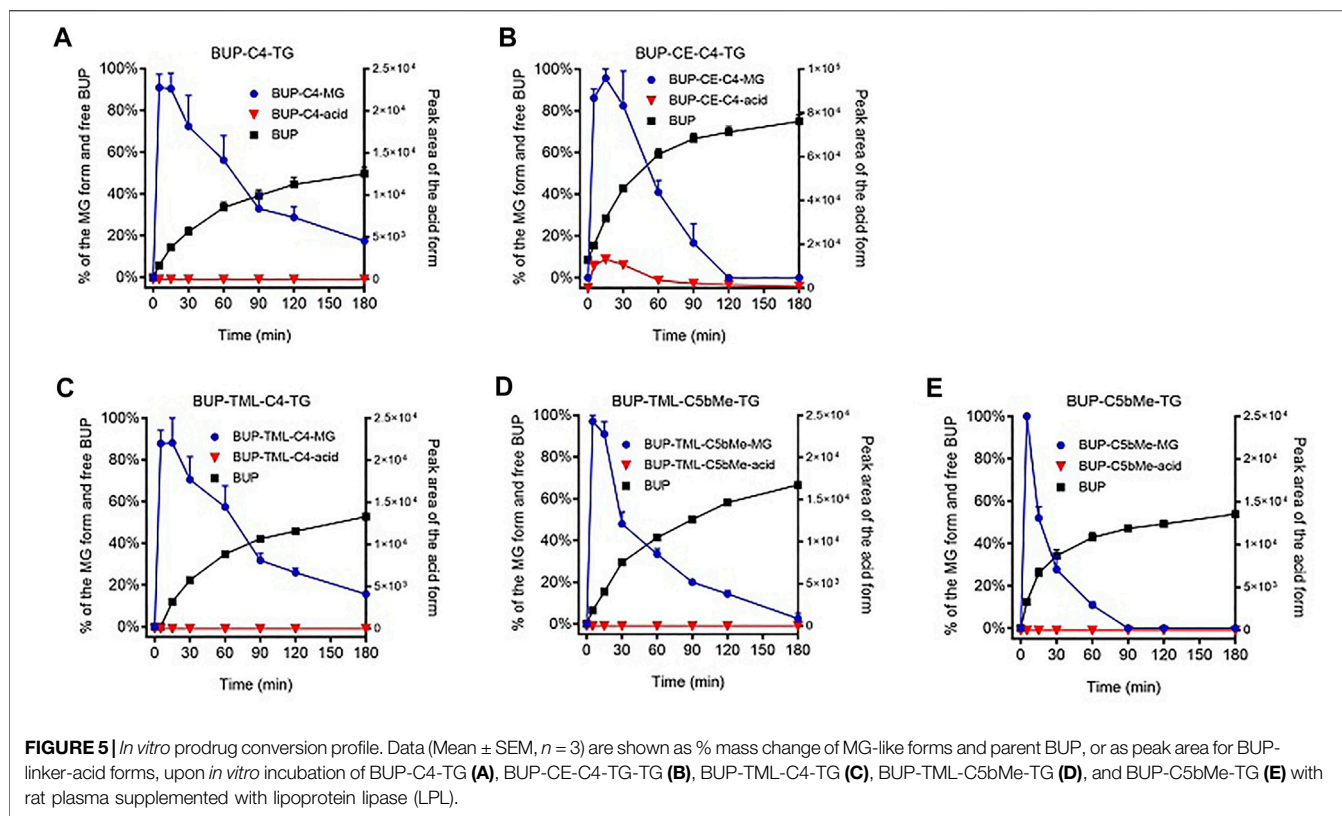 A
BUP-C4-TG
% of the MG form and free BUP
100%
80%
60%
40%
20%
0%
BUP-C4-MG
BUP-C4-acid
BUP
2.5×10⁴
2×10⁴
1.5×10⁴
1×10⁴
5×10³
0
Peak area of the acid form
0 30 60 90 120 150 180
Time (min)
B
BUP-CE-C4-TG
% of the MG form and free BUP
100%
80%
60%
40%
20%
0%
BUP-CE-C4-MG
BUP-CE-C4-acid
BUP
1×10⁵
8×10⁴
6×10⁴
4×10⁴
2×10⁴
0
Peak area of the acid form
0 30 60 90 120 150 180
Time (min)
C
BUP-TML-C4-TG
% of the MG form and free BUP
100%
80%
60%
40%
20%
0%
BUP-TML-C4-MG
BUP-TML-C4-acid
BUP
2.5×10⁴
2×10⁴
1.5×10⁴
1×10⁴
5×10³
0
Peak area of the acid form
0 30 60 90 120 150 180
Time (min)
D
BUP-TML-C5bMe-TG
% of the MG form and free BUP
100%
80%
60%
40%
20%
0%
BUP-TML-C5bMe-MG
BUP-TML-C5bMe-acid
BUP
2.5×10⁴
2×10⁴
1.5×10⁴
1×10⁴
5×10³
0
Peak area of the acid form
0 30 60 90 120 150 180
Time (min)
E
BUP-C5bMe-TG
% of the MG form and free BUP
100%
80%
60%
40%
20%
0%
BUP-C5bMe-MG
BUP-C5bMe-acid
BUP
2.5×10⁴
2×10⁴
1.5×10⁴
1×10⁴
5×10³
0
Peak area of the acid form
0 30 60 90 120 150 180
Time (min)
FIGURE 5 | In vitro prodrug conversion profile. Data (Mean ± SEM, n = 3) are shown as % mass change of MG-like forms and parent BUP, or as peak area for BUP-
linker-acid forms, upon in vitro incubation of BUP-C4-TG (A), BUP-CE-C4-TG-TG (B), BUP-TML-C4-TG (C), BUP-TML-C5bMe-TG (D), and BUP-C5bMe-TG (E) with
rat plasma supplemented with lipoprotein lipase (LPL).